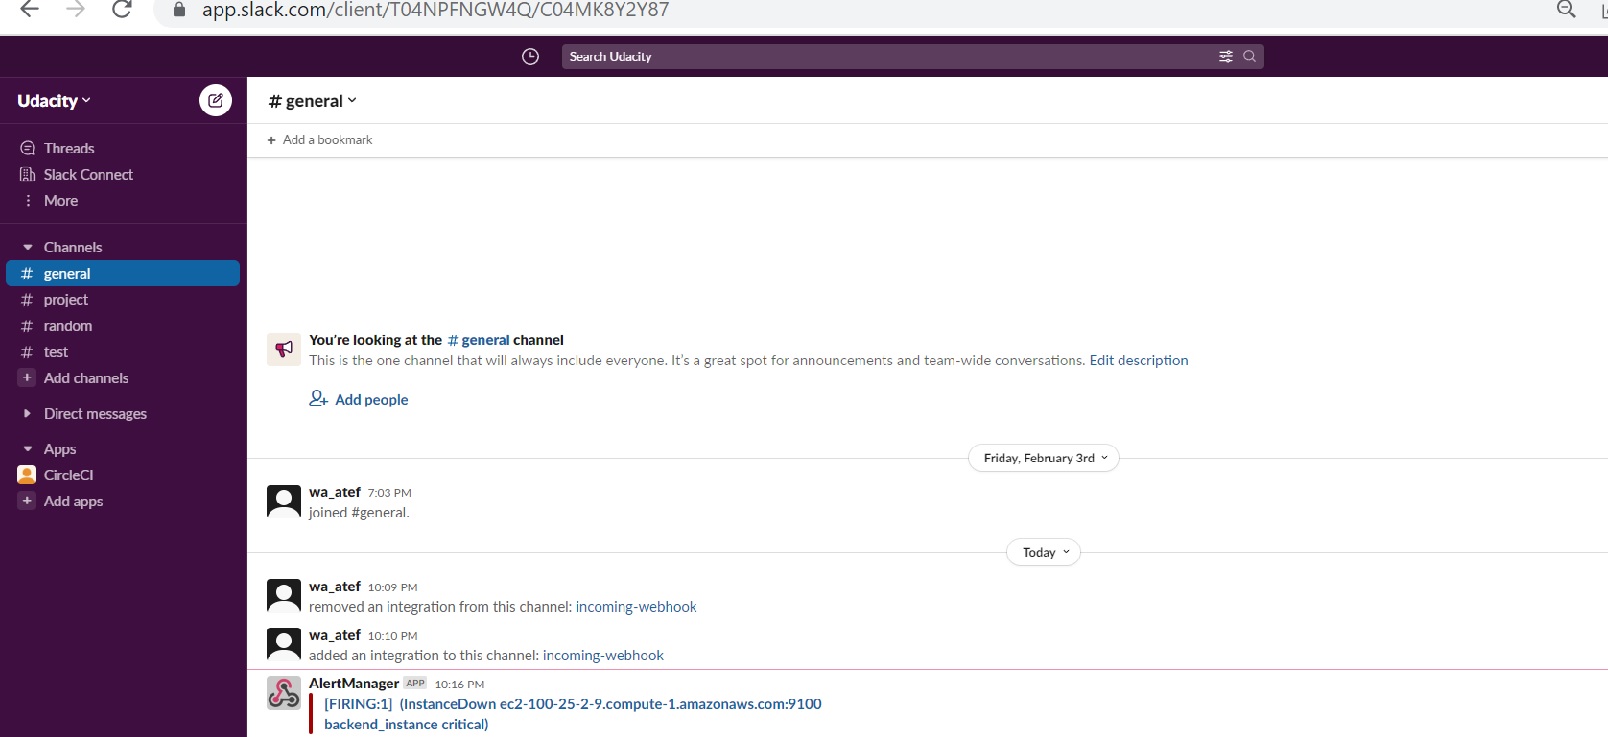 app.slack.com/client/T04NPFNGW4Q/C04MK8Y2Y87
Search Udacity
Udacity
# general
+ Add a bookmark
Threads
Slack Connect
More
Channels
# general
# project
# random
# test
+ Add channels
Direct messages
Apps
CircleCI
+ Add apps
You're looking at the # general channel
This is the one channel that will always include everyone. It's a great spot for announcements and team-wide conversations. Edit description
Add people
Friday, February 3rd
wa_atef 7:03 PM
joined #general.
Today
wa_atef 10:09 PM
removed an integration from this channel: incoming-webhook
wa_atef 10:10 PM
added an integration to this channel: incoming-webhook
AlertManager APP 10:16 PM
[FIRING:1] (InstanceDown ec2-100-25-2-9.compute-1.amazonaws.com:9100
backend_instance critical)